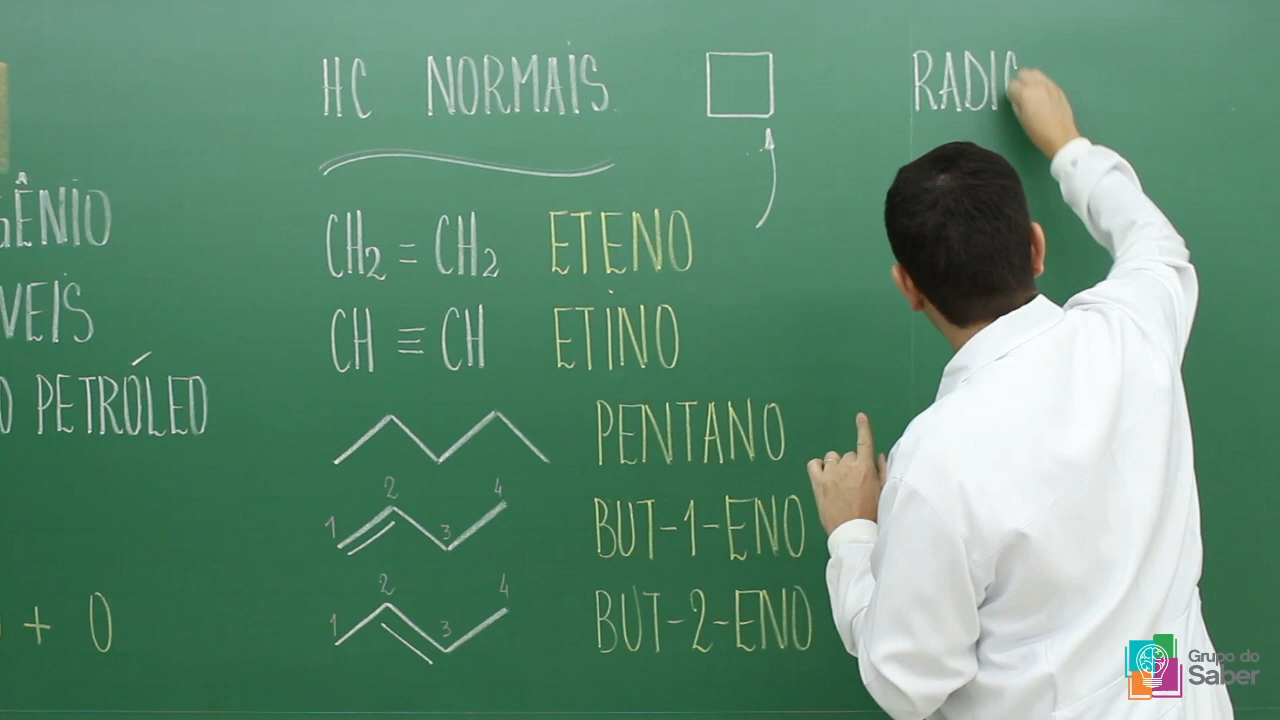 HC NORMAIS
RADIC
GÊNIO
VEIS
O PETRÓLEO
+ O
CH₂ = CH₂ ETENO
CH ≡ CH ETINO
PENTANO
1 2 3 4 BUT-1-ENO
1 2 3 4 BUT-2-ENO
Grupo do
Saber